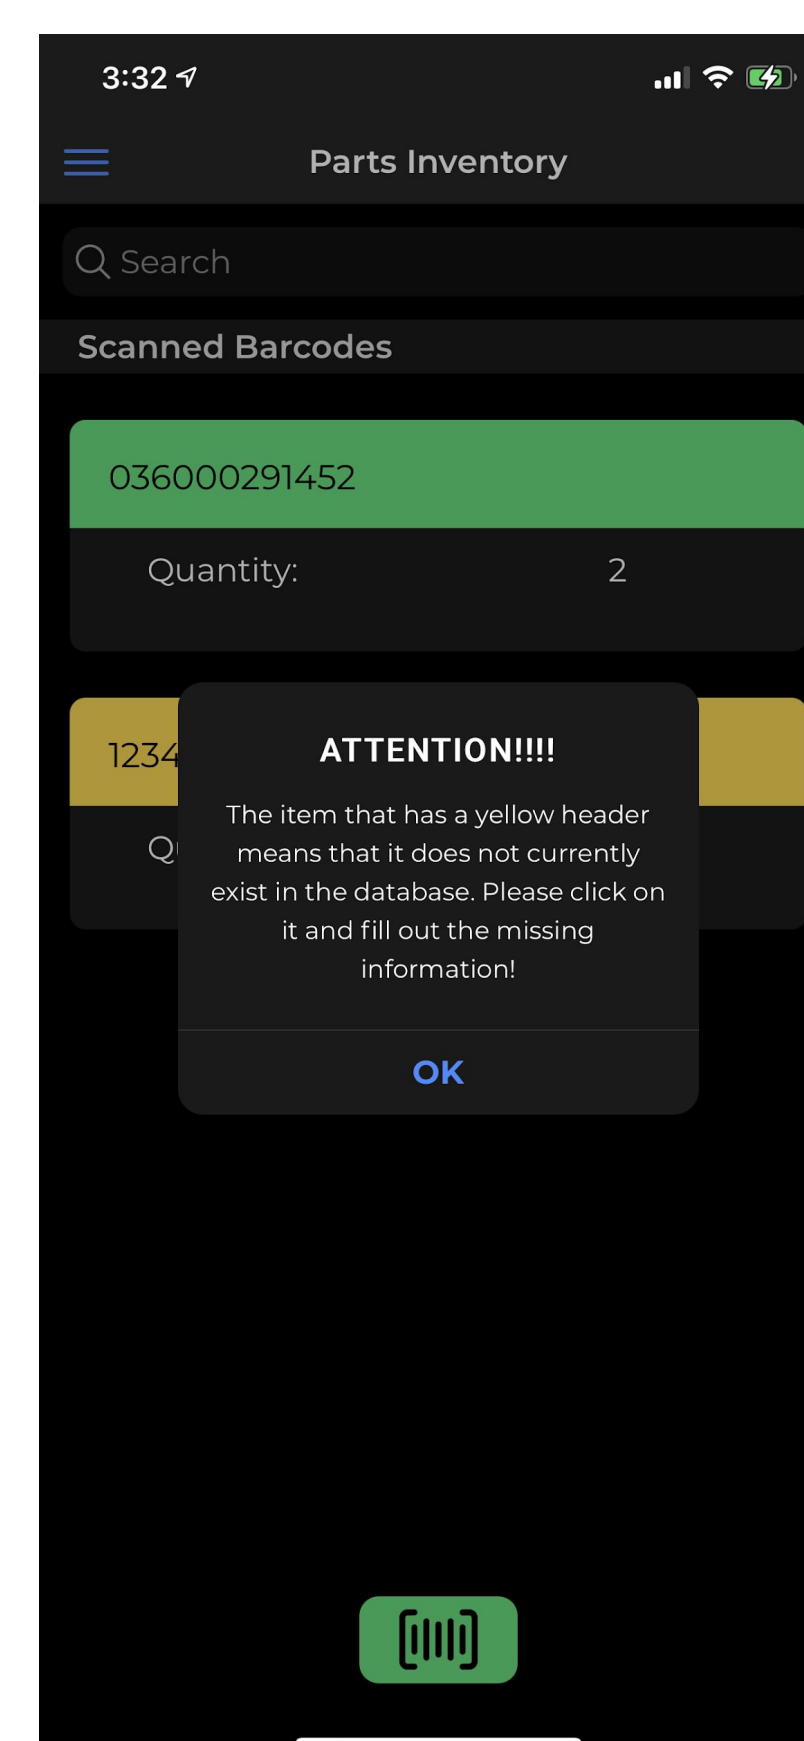 3:32
Parts Inventory
Search
Scanned Barcodes
036000291452
Quantity:
2
1234
ATTENTION!!!!
The item that has a yellow header
means that it does not currently
exist in the database. Please click on
it and fill out the missing
information!
OK